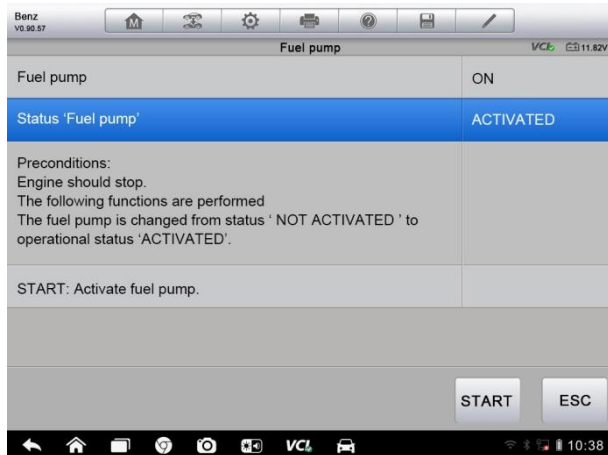 Benz
V0.90.57
Fuel pump
VCI 11.82V
Fuel pump ON
Status ‘Fuel pump’ ACTIVATED
Preconditions:
Engine should stop.
The following functions are performed
The fuel pump is changed from status ‘ NOT ACTIVATED ’ to
operational status ‘ACTIVATED’.
START: Activate fuel pump.
START ESC
VCI 10:38